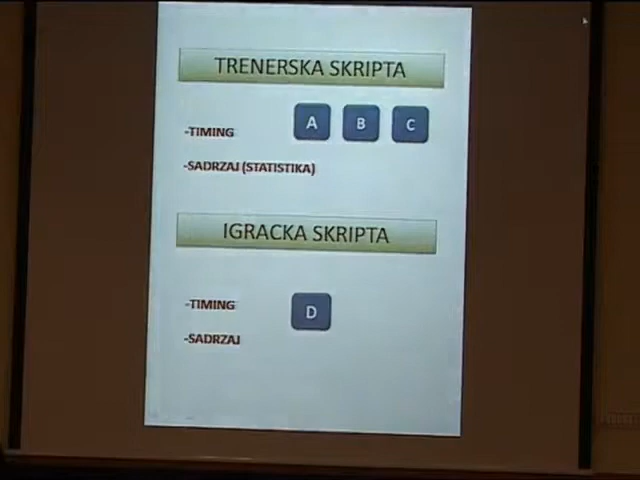 TRENERSKA SKRIPTA
-TIMING A B C
-SADRZAJ (STATISTIKA)
IGRACKA SKRIPTA
-TIMING D
-SADRZAJ